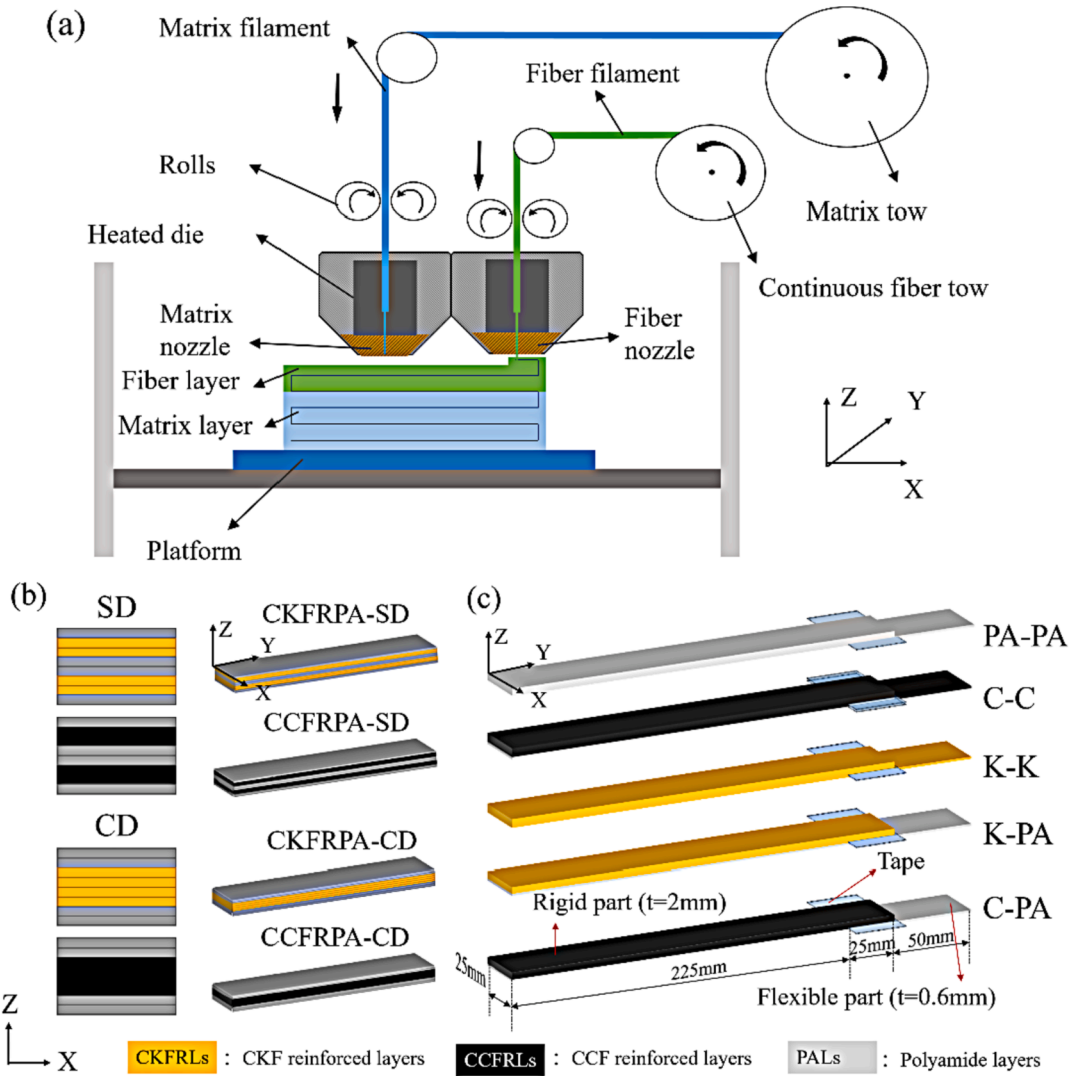 (a)
Matrix filament
Fiber filament
Rolls
Matrix tow
Heated die
Continuous fiber tow
Matrix
nozzle
Fiber
nozzle
Fiber layer
Matrix layer
Z
Y
X
Platform
(b)
SD
CKFRPA-SD
Z
Y
X
CCFRPA-SD
CD
CKFRPA-CD
CCFRPA-CD
Z
X
(c)
Z
Y
X
PA-PA
C-C
K-K
K-PA
Tape
C-PA
Rigid part (t=2mm)
25mm
225mm
25mm
50mm
Flexible part (t=0.6mm)
CKFRLs : CKF reinforced layers
CCFRLs : CCF reinforced layers
PALs : Polyamide layers